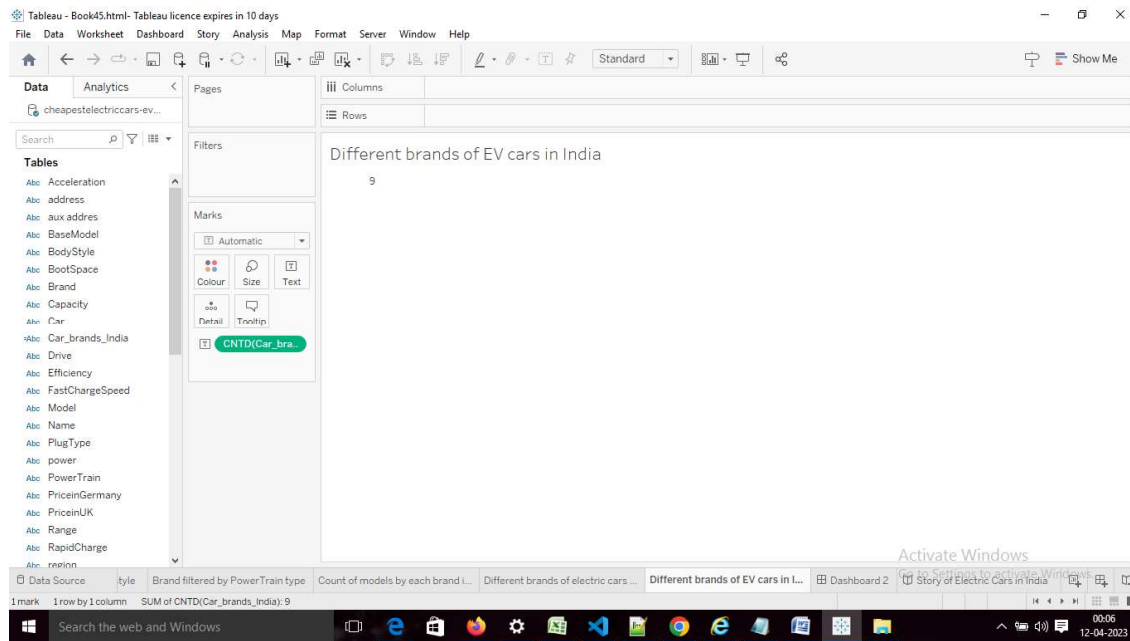 Tableau - Book45.html- Tableau licence expires in 10 days
File Data Worksheet Dashboard Story Analysis Map Format Server Window Help
Standard
Show Me
Data Analytics
cheapestelectriccars-ev...
Search
Tables
Abc Acceleration
Abc address
Abc aux addres
Abc BaseModel
Abc BodyStyle
Abc BootSpace
Abc Brand
Abc Capacity
Abc Car
=Abc Car_brands_India
Abc Drive
Abc Efficiency
Abc FastChargeSpeed
Abc Model
Abc Name
Abc PlugType
Abc power
Abc PowerTrain
Abc PriceinGermany
Abc PriceinUK
Abc Range
Abc RapidCharge
Abc region
Pages
Filters
Marks
Automatic
Colour Size Text
Detail Tooltip
CNTD(Car_bra..
Columns
Rows
Different brands of EV cars in India
9
Activate Windows
Go to Settings to activate Windows.
Data Source tyle Brand filtered by PowerTrain type Count of models by each brand i... Different brands of electric cars ... Different brands of EV cars in I... Dashboard 2 Story of Electric Cars in India
1 mark 1 row by 1 column SUM of CNTD(Car_brands_India): 9
Search the web and Windows
00:06
12-04-2023